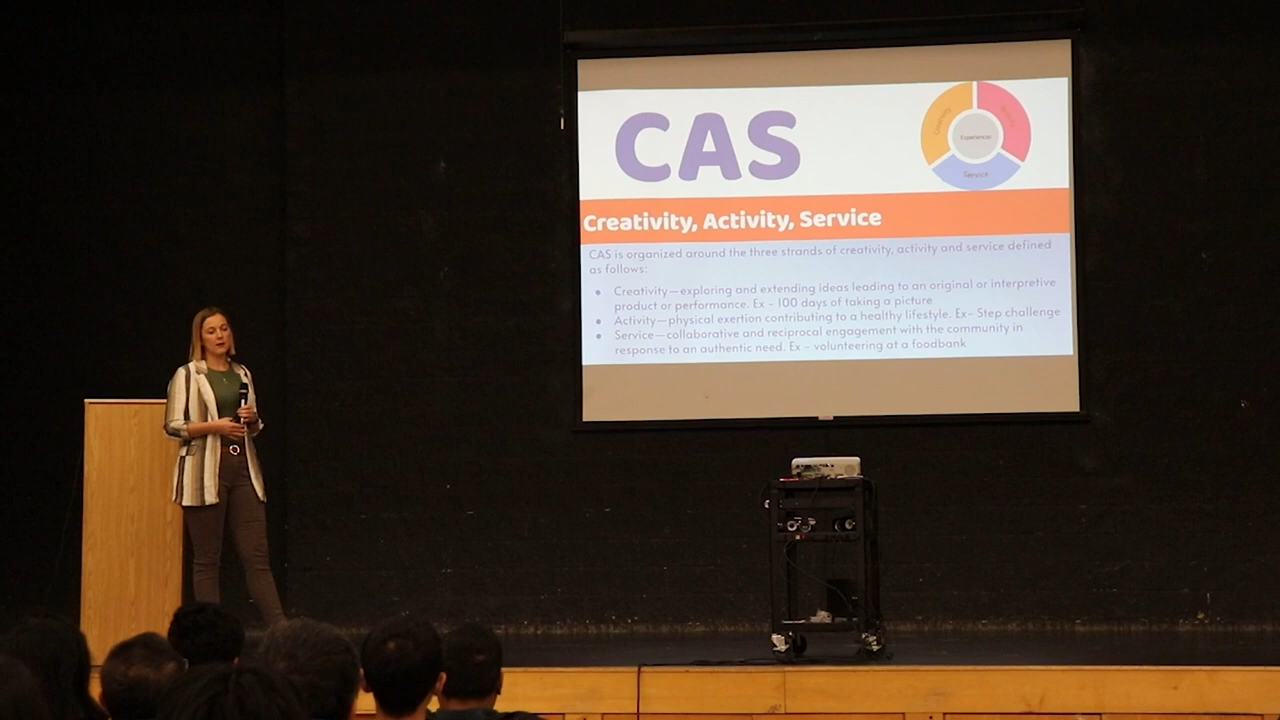 CAS
Creativity
Activity
Experiences
Service
Creativity, Activity, Service
CAS is organized around the three strands of creativity, activity and service defined
as follows:
• Creativity—exploring and extending ideas leading to an original or interpretive
product or performance. Ex - 100 days of taking a picture
• Activity—physical exertion contributing to a healthy lifestyle. Ex- Step challenge
• Service—collaborative and reciprocal engagement with the community in
response to an authentic need. Ex - volunteering at a foodbank